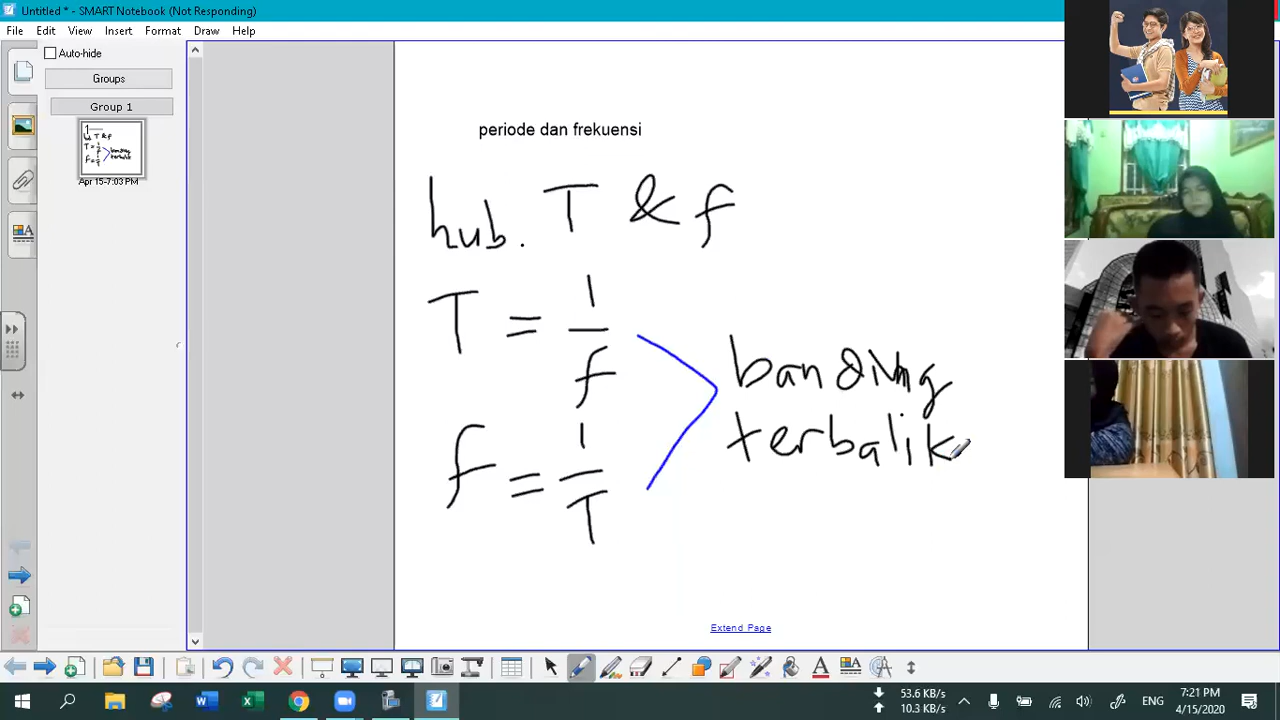 Untitled * - SMART Notebook (Not Responding)
File Edit View Insert Format Draw Help
Auto-hide
Groups
Group 1
Apr 15-7:03 PM
periode dan frekuensi
hub. T & f
T = 1/f
f = 1/T
banding
terbalik
Extend Page
53.6 KB/s
10.3 KB/s
ENG
7:21 PM
4/15/2020